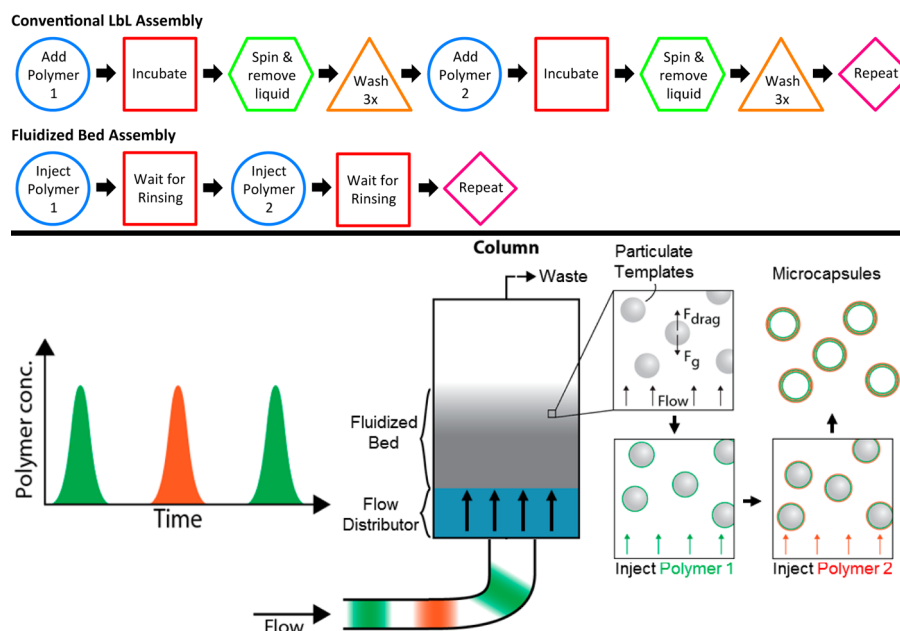 Conventional LbL Assembly
Add
Polymer
1
Incubate
Spin &
remove
liquid
Wash
3x
Add
Polymer
2
Incubate
Spin &
remove
liquid
Wash
3x
Repeat
Fluidized Bed Assembly
Inject
Polymer
1
Wait for
Rinsing
Inject
Polymer
2
Wait for
Rinsing
Repeat
Polymer conc.
Time
Column
Waste
Fluidized
Bed
Flow
Distributor
Flow
Particulate
Templates
Fdrag
Fg
Flow
Inject Polymer 1
Inject Polymer 2
Microcapsules